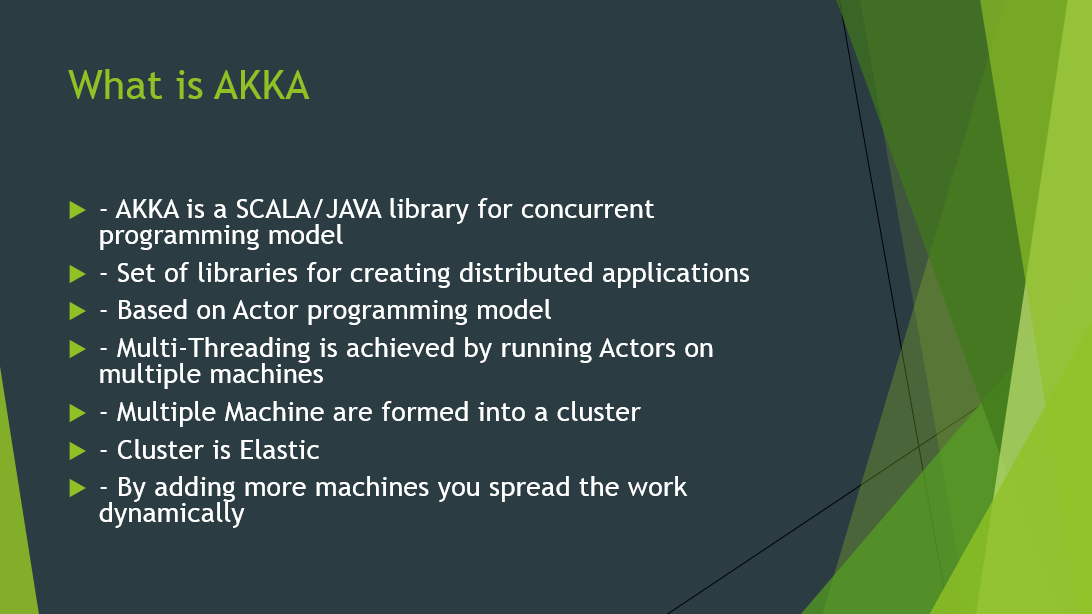 What is AKKA
- AKKA is a SCALA/JAVA library for concurrent
programming model
- Set of libraries for creating distributed applications
- Based on Actor programming model
- Multi-Threading is achieved by running Actors on
multiple machines
- Multiple Machine are formed into a cluster
- Cluster is Elastic
- By adding more machines you spread the work
dynamically